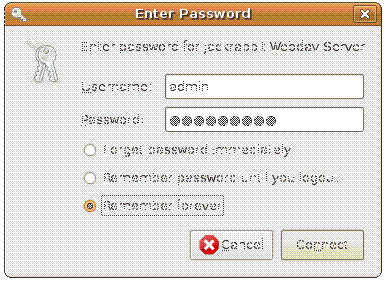 Enter Password
Enter password for jackrabbit Webdav Server
Username: admin
Password: ●●●●●●●●●
Forget password immediately
Remember password until you logout
Remember forever
Cancel Connect